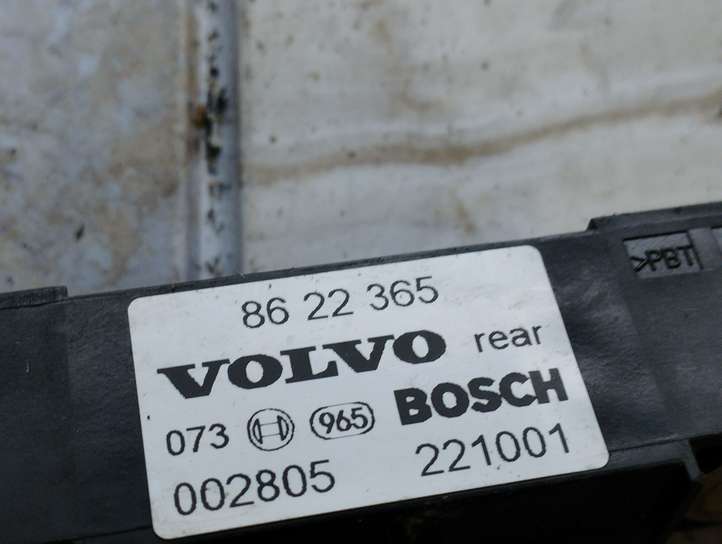 >PBT
86 22 365
VOLVO rear
073 965 BOSCH
002805 221001